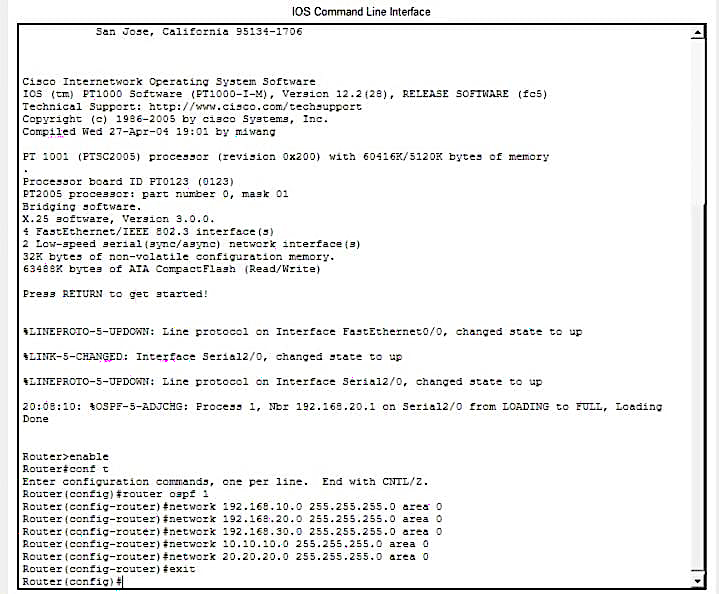 IOS Command Line Interface
San Jose, California 95134-1706
Cisco Internetwork Operating System Software
IOS (tm) PT1000 Software (PT1000-I-M), Version 12.2(28), RELEASE SOFTWARE (fc5)
Technical Support: http://www.cisco.com/techsupport
Copyright (c) 1986-2005 by cisco Systems, Inc.
Compiled Wed 27-Apr-04 19:01 by miwang
PT 1001 (PTSC2005) processor (revision 0x200) with 60416K/5120K bytes of memory
.
Processor board ID PT0123 (0123)
PT2005 processor: part number 0, mask 01
Bridging software.
X.25 software, Version 3.0.0.
4 FastEthernet/IEEE 802.3 interface(s)
2 Low-speed serial(sync/async) network interface(s)
32K bytes of non-volatile configuration memory.
63488K bytes of ATA CompactFlash (Read/Write)
Press RETURN to get started!
%LINEPROTO-5-UPDOWN: Line protocol on Interface FastEthernet0/0, changed state to up
%LINK-5-CHANGED: Interface Serial2/0, changed state to up
%LINEPROTO-5-UPDOWN: Line protocol on Interface Serial2/0, changed state to up
20:08:10: %OSPF-5-ADJCHG: Process 1, Nbr 192.168.20.1 on Serial2/0 from LOADING to FULL, Loading
Done
Router>enable
Router#conf t
Enter configuration commands, one per line.  End with CNTL/Z.
Router(config)#router ospf 1
Router(config-router)#network 192.168.10.0 255.255.255.0 area 0
Router(config-router)#network 192.168.20.0 255.255.255.0 area 0
Router(config-router)#network 192.168.30.0 255.255.255.0 area 0
Router(config-router)#network 10.10.10.0 255.255.255.0 area 0
Router(config-router)#network 20.20.20.0 255.255.255.0 area 0
Router(config-router)#exit
Router(config)#